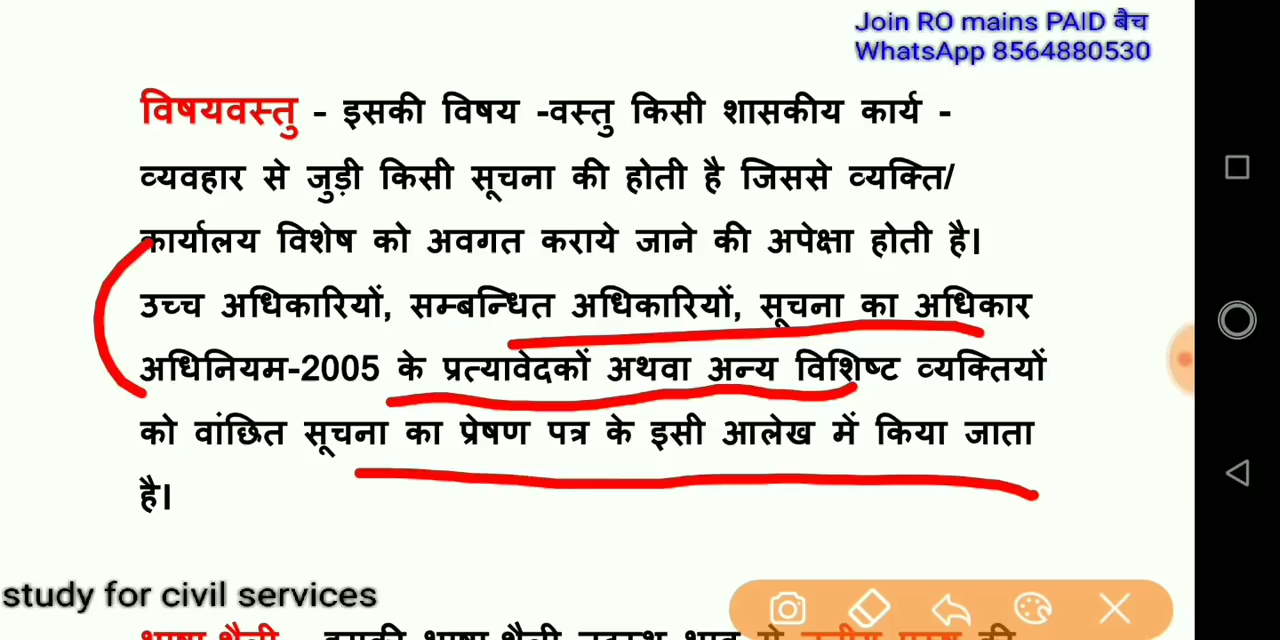 Join RO mains PAID बैच
WhatsApp 8564880530
विषयवस्तु - इसकी विषय -वस्तु किसी शासकीय कार्य -
व्यवहार से जुड़ी किसी सूचना की होती है जिससे व्यक्ति/
कार्यालय विशेष को अवगत कराये जाने की अपेक्षा होती है।
उच्च अधिकारियों, सम्बन्धित अधिकारियों, सूचना का अधिकार
अधिनियम-2005 के प्रत्यावेदकों अथवा अन्य विशिष्ट व्यक्तियों
को वांछित सूचना का प्रेषण पत्र के इसी आलेख में किया जाता
है।
study for civil services